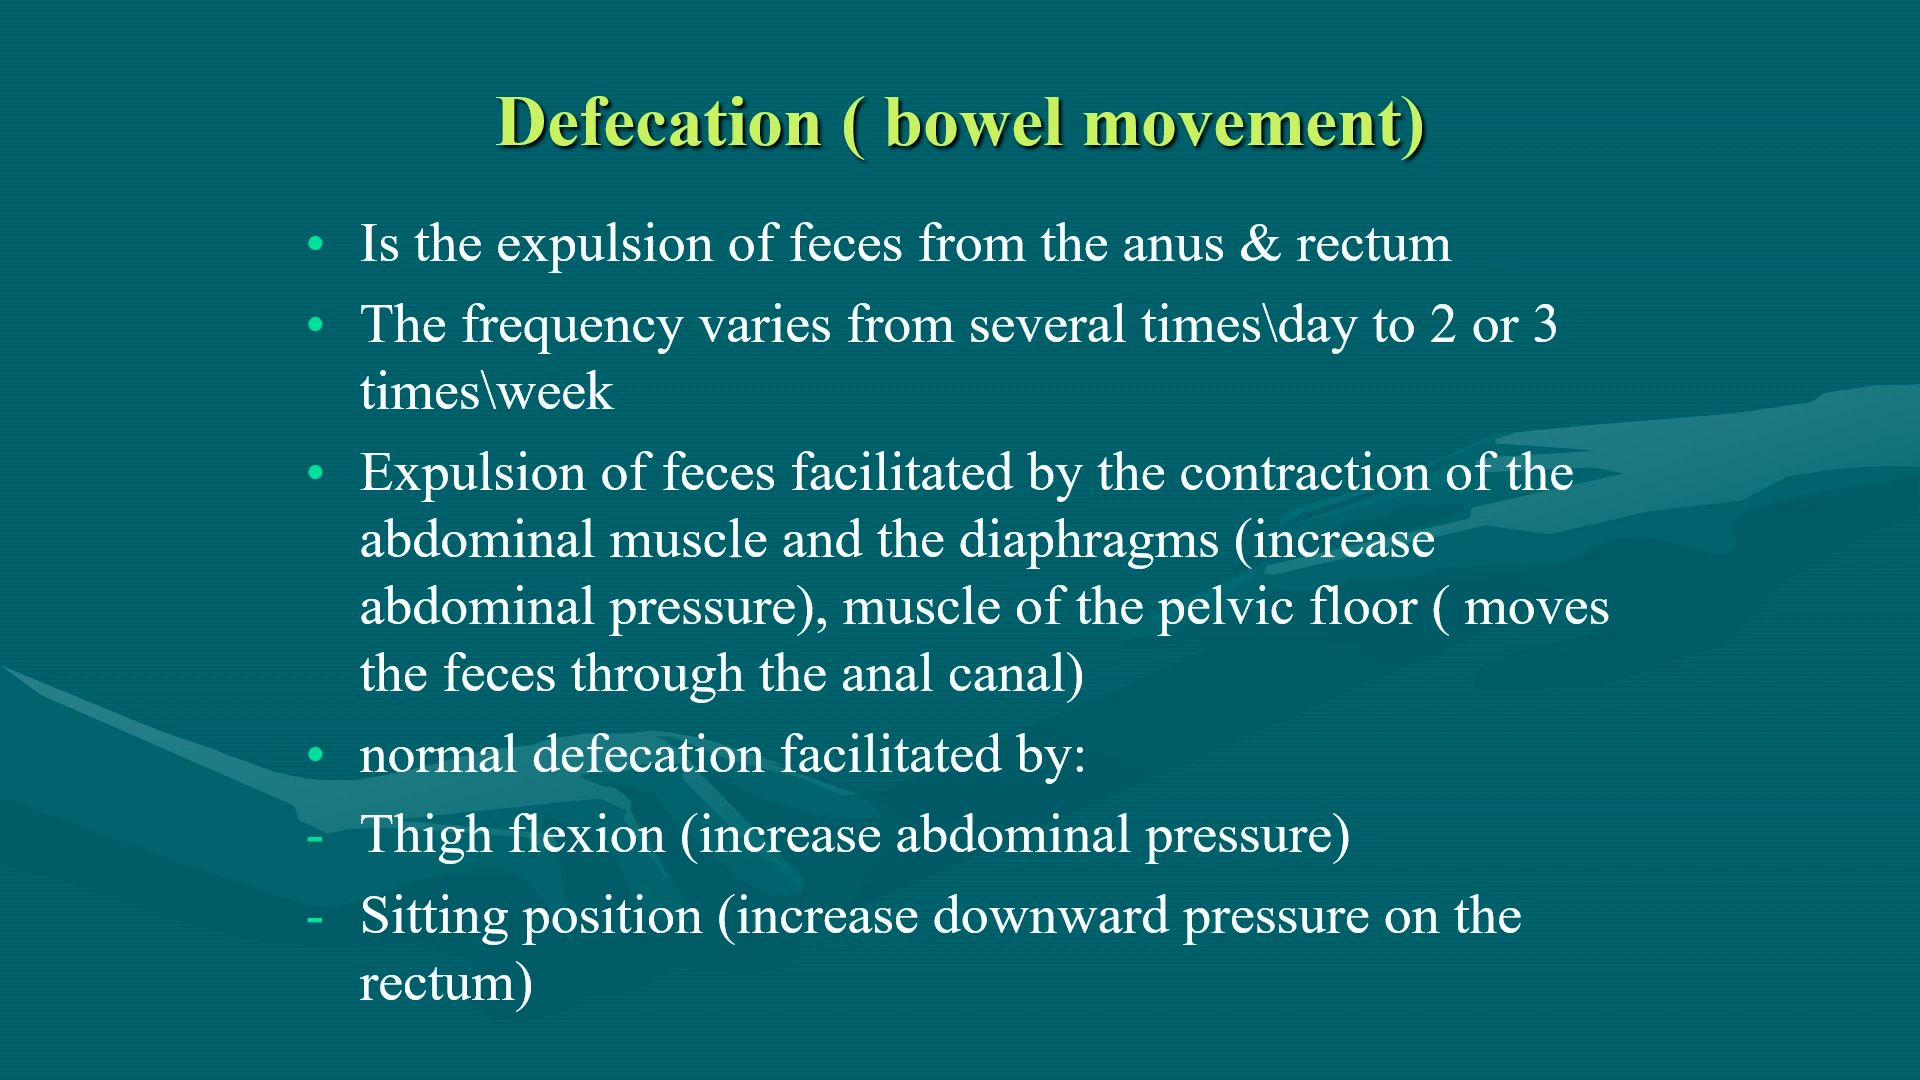 Defecation ( bowel movement)
• Is the expulsion of feces from the anus & rectum
• The frequency varies from several times\day to 2 or 3
times\week
• Expulsion of feces facilitated by the contraction of the
abdominal muscle and the diaphragms (increase
abdominal pressure), muscle of the pelvic floor ( moves
the feces through the anal canal)
• normal defecation facilitated by:
- Thigh flexion (increase abdominal pressure)
- Sitting position (increase downward pressure on the
rectum)